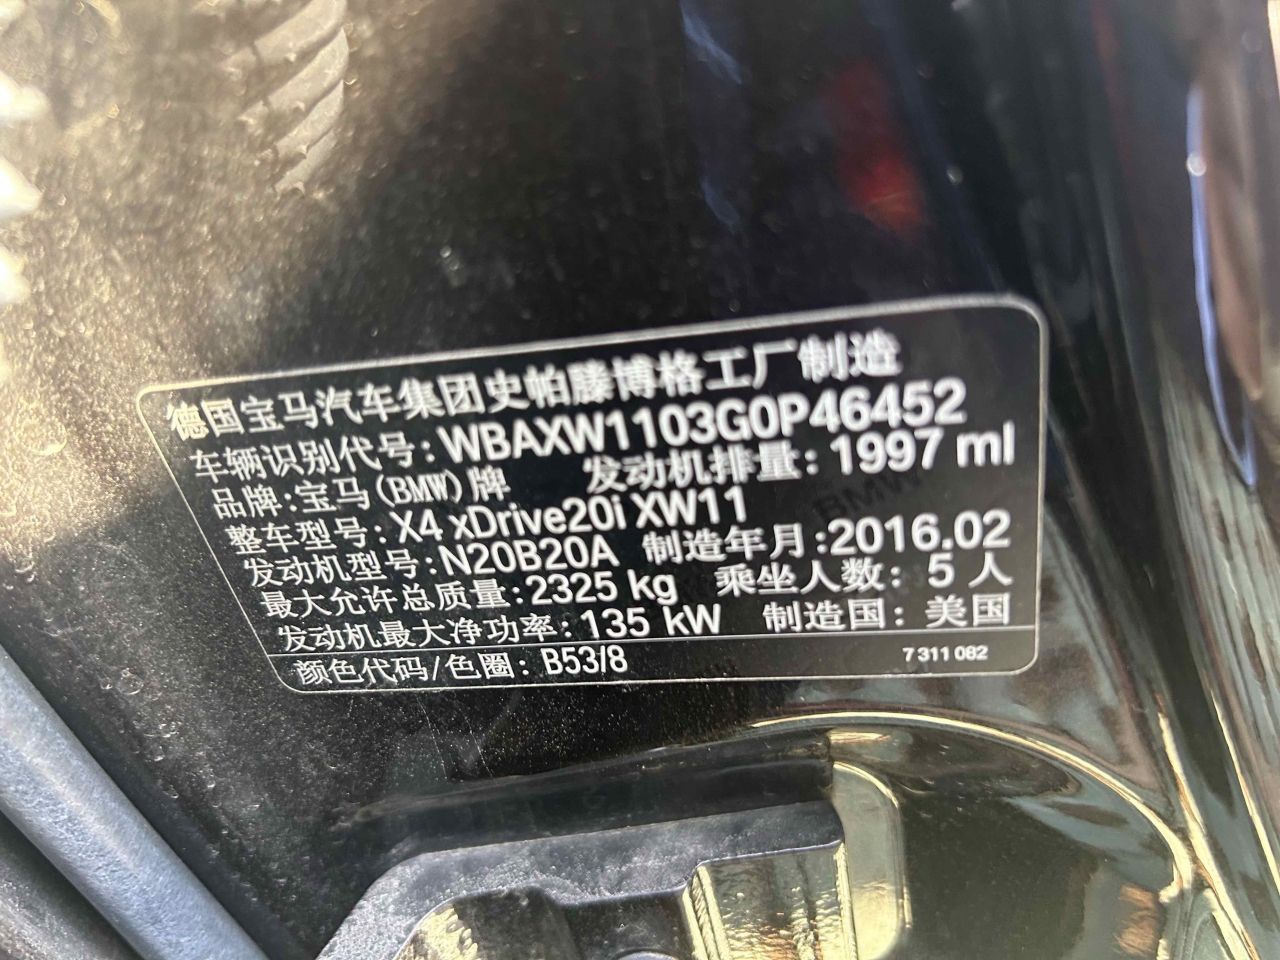 德国宝马汽车集团史帕滕博格工厂制造
车辆识别代号: WBAXW1103G0P46452
品牌: 宝马(BMW)牌 发动机排量: 1997 ml
整车型号: X4 xDrive20i XW11
发动机型号: N20B20A 制造年月: 2016.02
最大允许总质量: 2325 kg 乘坐人数: 5 人
发动机最大净功率: 135 kW 制造国: 美国
颜色代码/色圈: B53/8 7 311 082